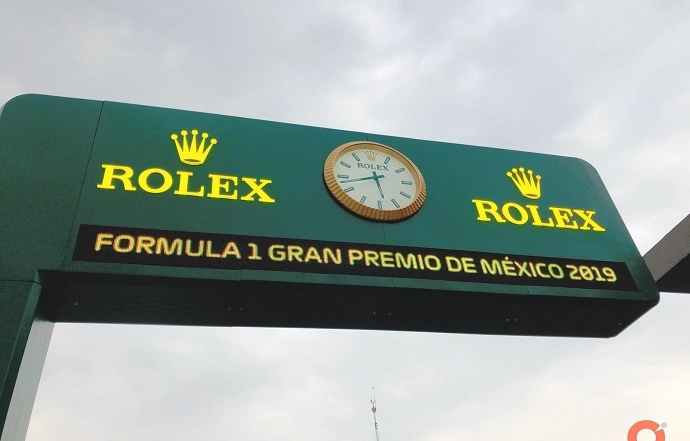 ROLEX
ROLEX
ROLEX
FORMULA 1 GRAN PREMIO DE MÉXICO 2019